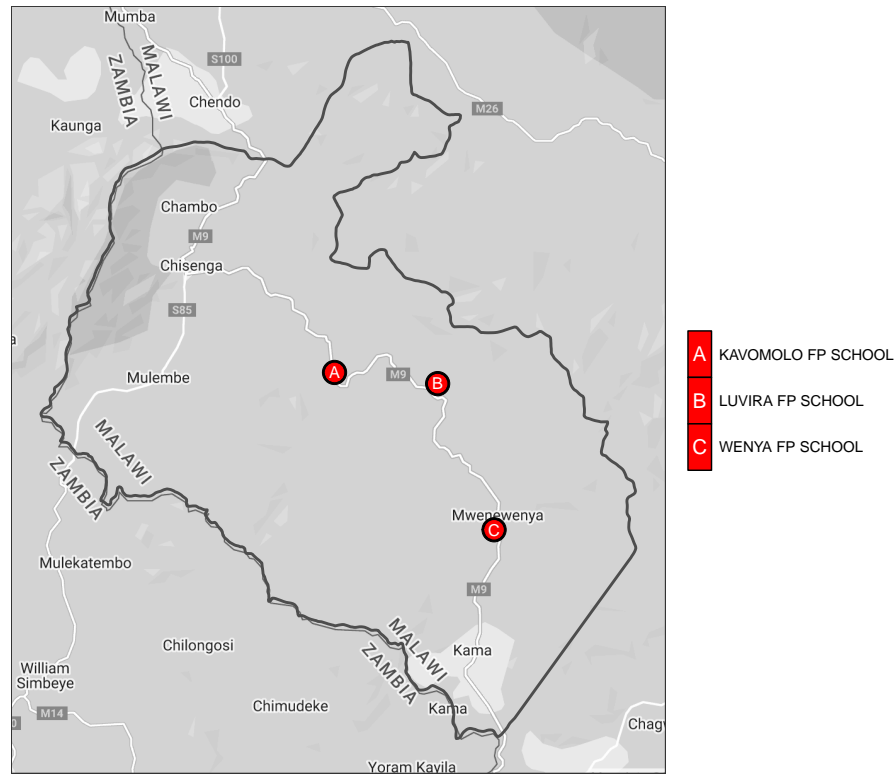 Mumba
MALAWI
ZAMBIA
S100
Chendo
M26
Kaunga
Chambo
M9
Chisenga
S85
a
A
M9
B
Mulembe
MALAWI
ZAMBIA
Mwenewenya
C
Mulekatembo
M9
MALAWI
ZAMBIA
Chilongosi
Kama
William
Simbeye
Chimudeke
Kama
M14
0
Chagw
Yoram Kavila
A KAVOMOLO FP SCHOOL
B LUVIRA FP SCHOOL
C WENYA FP SCHOOL